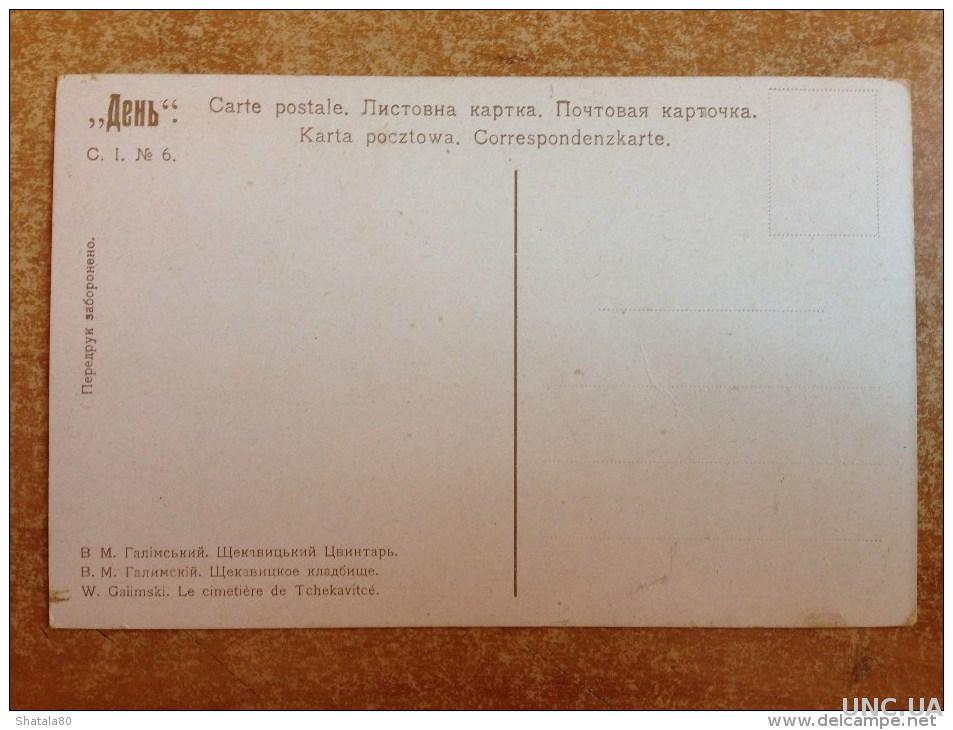 „День“. Carte postale. Листовна картка. Почтовая карточка.
Karta pocztowa. Correspondenzkarte.
С. І. № 6.
Передрук заборонено.
В М. Галімський. Щекавицький Цвинтарь.
В. М. Галимскій. Щекавицкое кладбище.
W. Galimski. Le cimetière de Tchekavitcé.
UNC.UA
Shatala80
www.delcampe.net